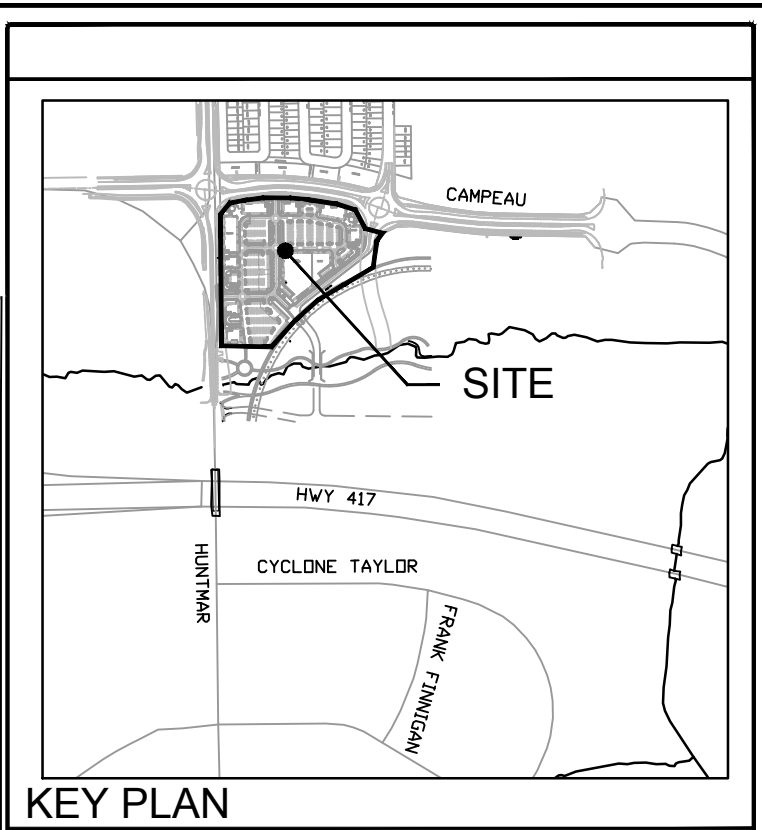 CAMPEAU
SITE
HWY 417
HUNTMAR
CYCLONE TAYLOR
FRANK FINNIGAN
KEY PLAN